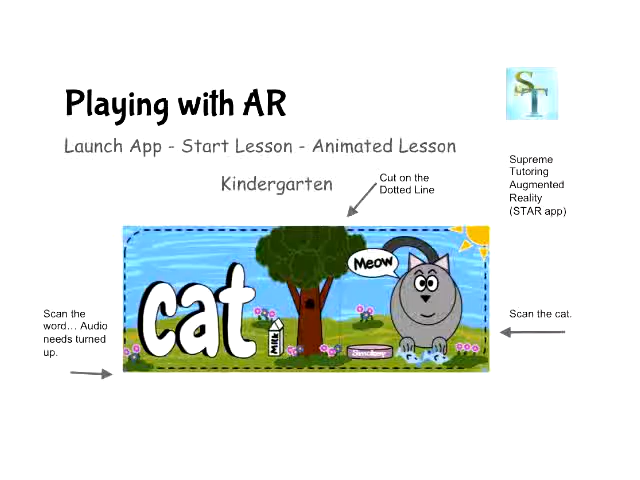 Playing with AR
ST
Launch App - Start Lesson - Animated Lesson
Kindergarten
Cut on the
Dotted Line
Supreme
Tutoring
Augmented
Reality
(STAR app)
Meow
cat
Milk
Scan the
word... Audio
needs turned
up.
Scan the cat.